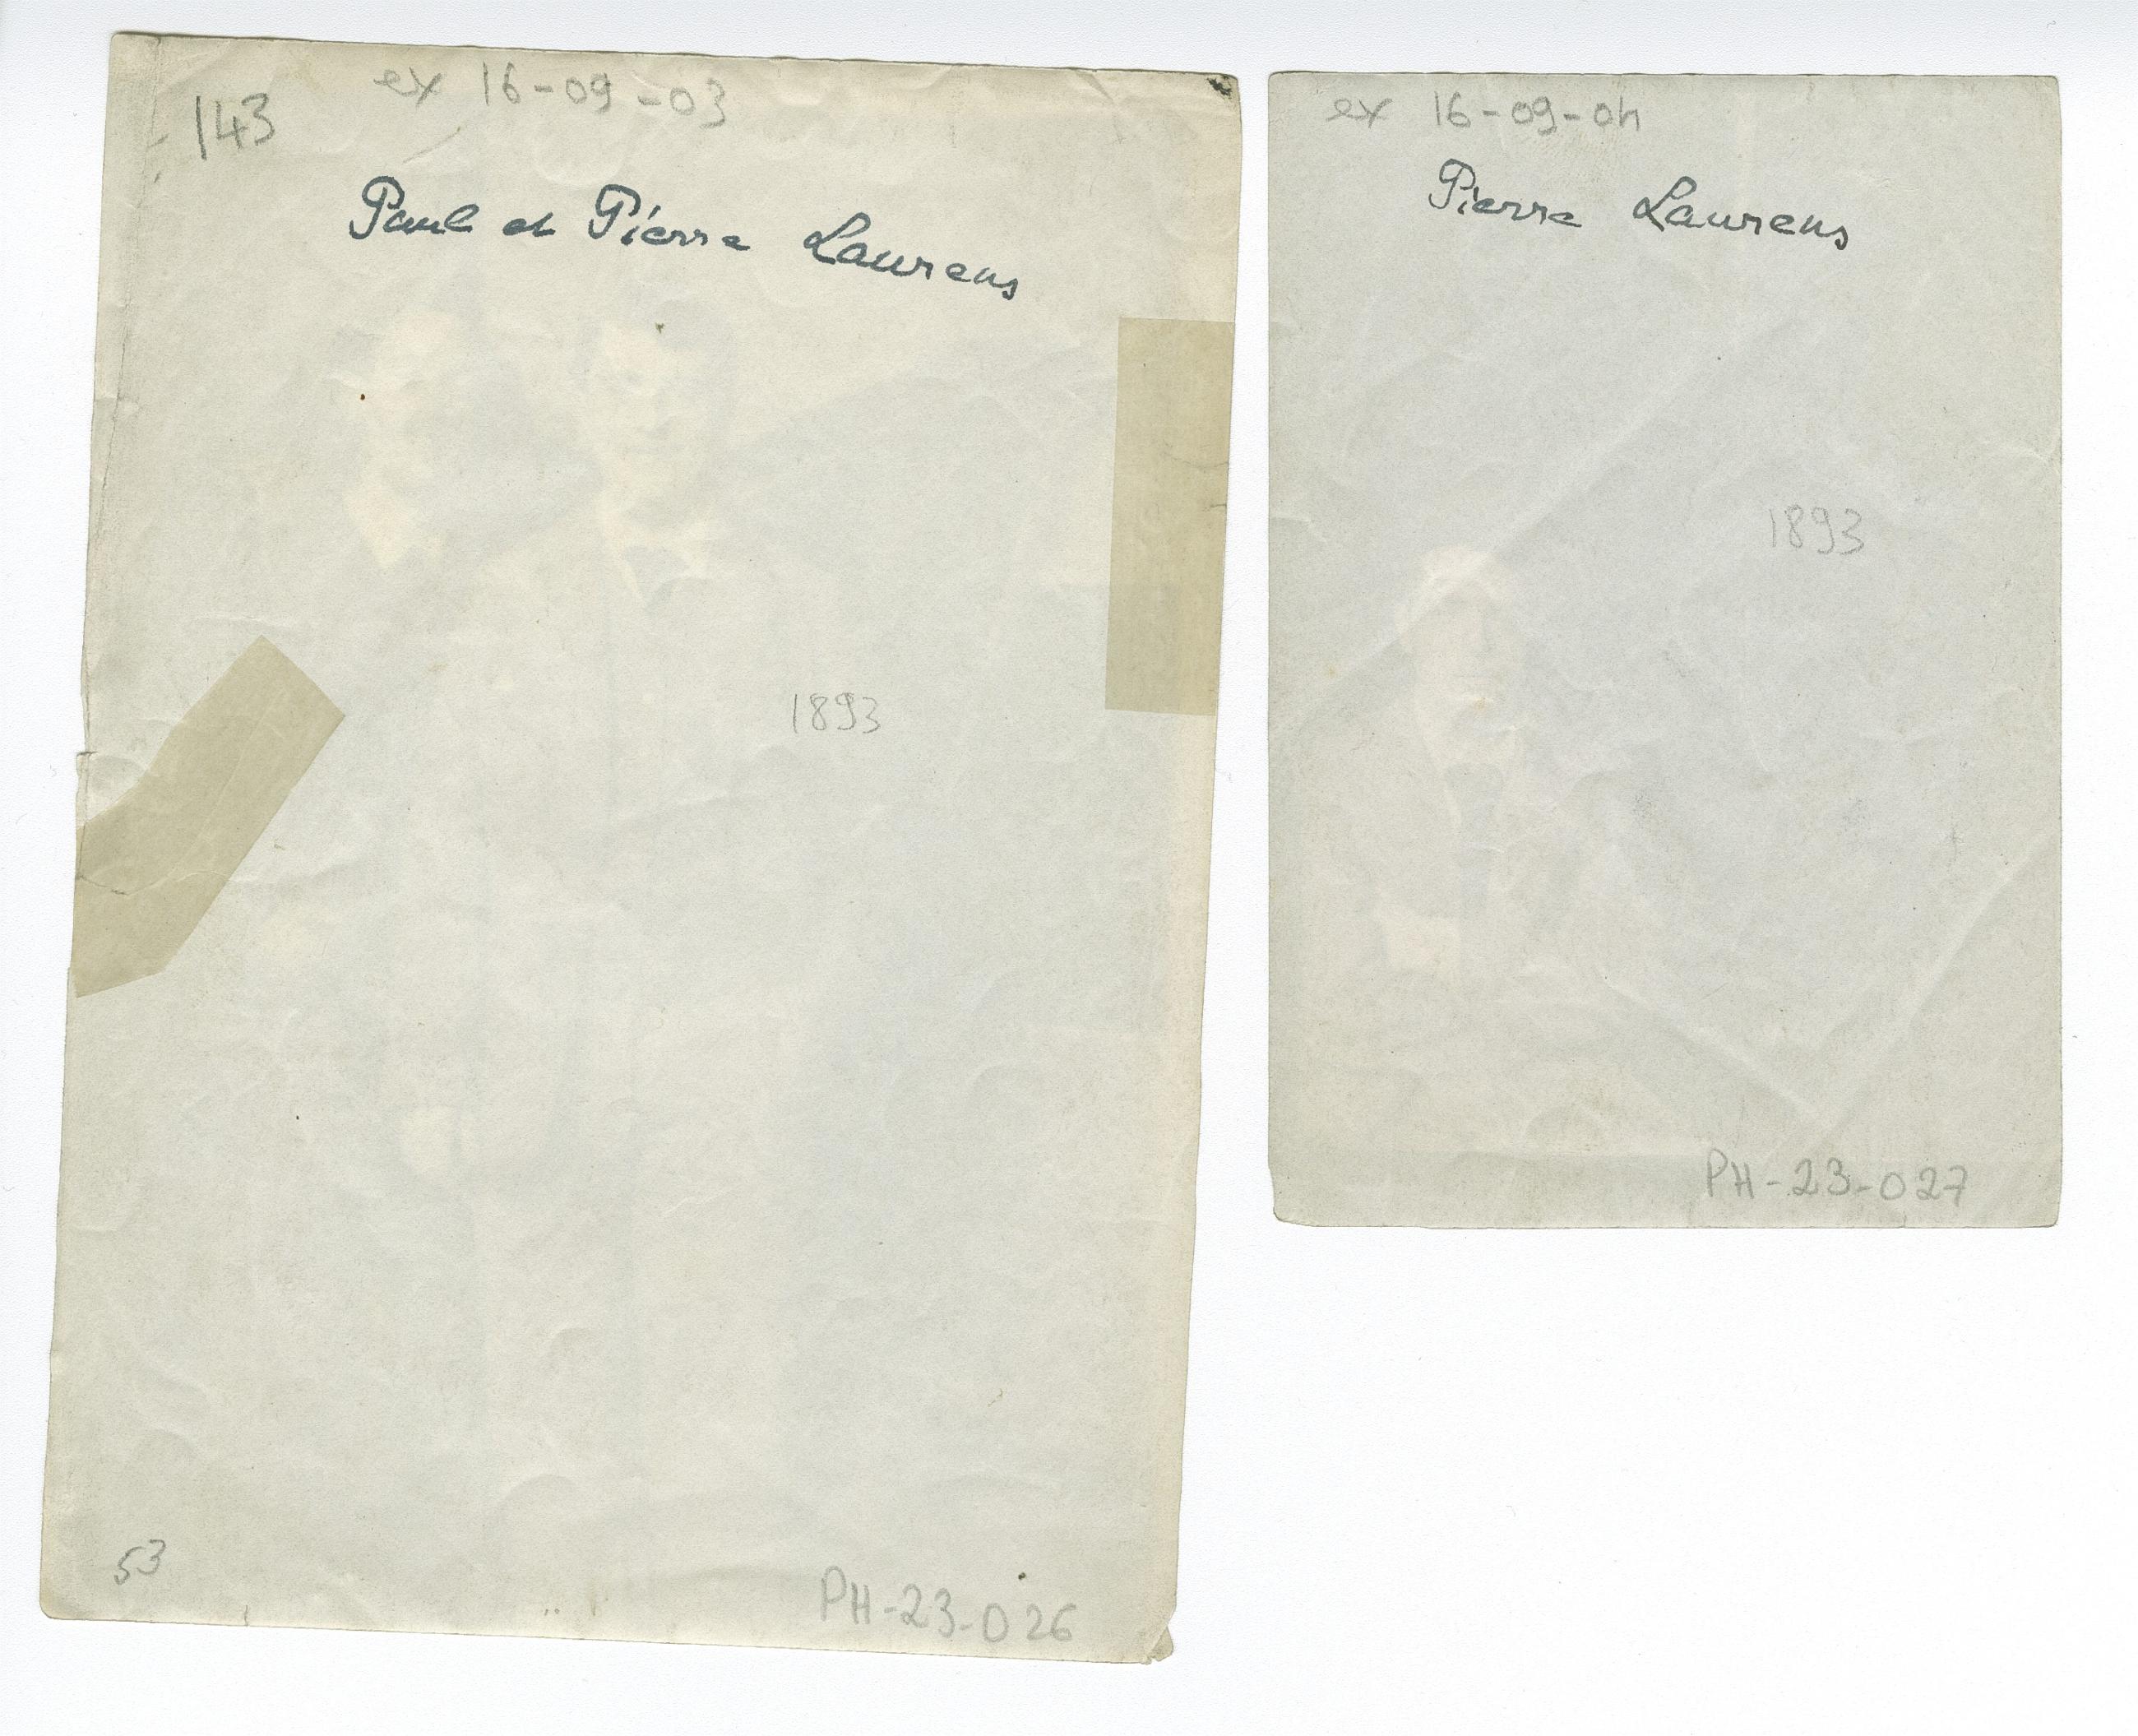 143
ex 16-09-03
Paul et Pierre Laurens
1893
53
PH-23-026
ex 16-09-04
Pierre Laurens
1893
PH-23-027